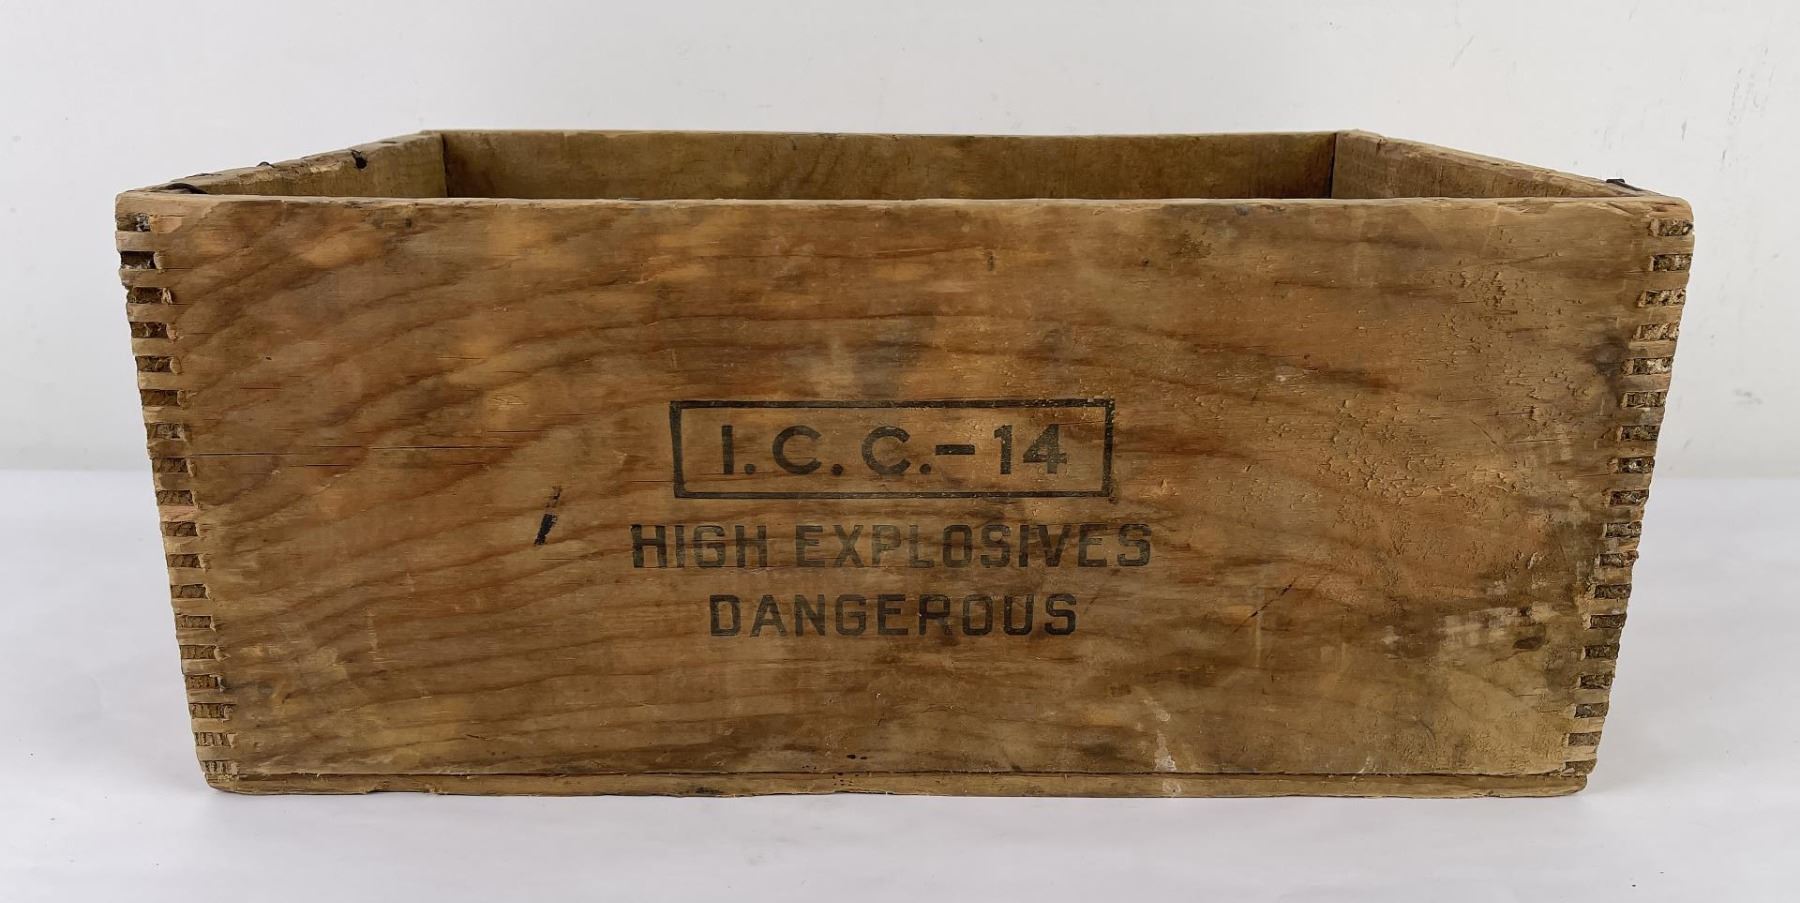 I.C.C.-14
HIGH EXPLOSIVES
DANGEROUS